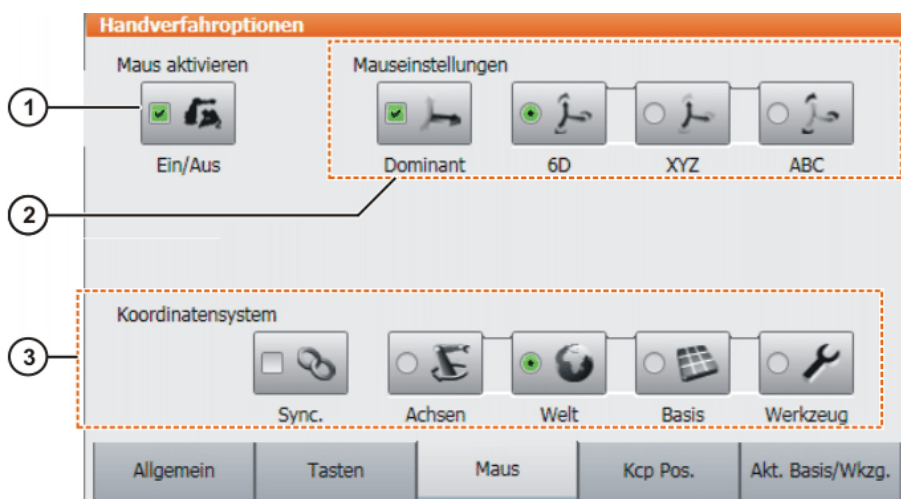 Handverfahroptionen
Maus aktivieren
Mauseinstellungen
1
Ein/Aus
Dominant
6D
XYZ
ABC
2
Koordinatensystem
3
Sync.
Achsen
Welt
Basis
Werkzeug
Allgemein
Tasten
Maus
Kcp Pos.
Akt. Basis/Wkzg.